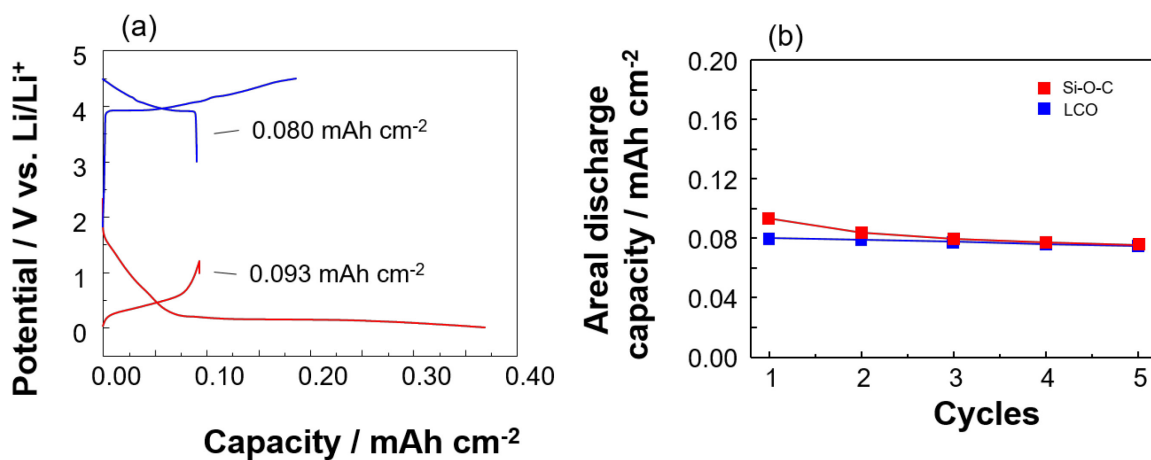 (a)
Potential / V vs. Li/Li⁺
5
4
3
2
1
0
0.080 mAh cm⁻²
0.093 mAh cm⁻²
0.00 0.10 0.20 0.30 0.40
Capacity / mAh cm⁻²
(b)
Areal discharge
capacity / mAh cm⁻²
0.20
0.16
0.12
0.08
0.04
0.00
Si-O-C
LCO
1 2 3 4 5
Cycles